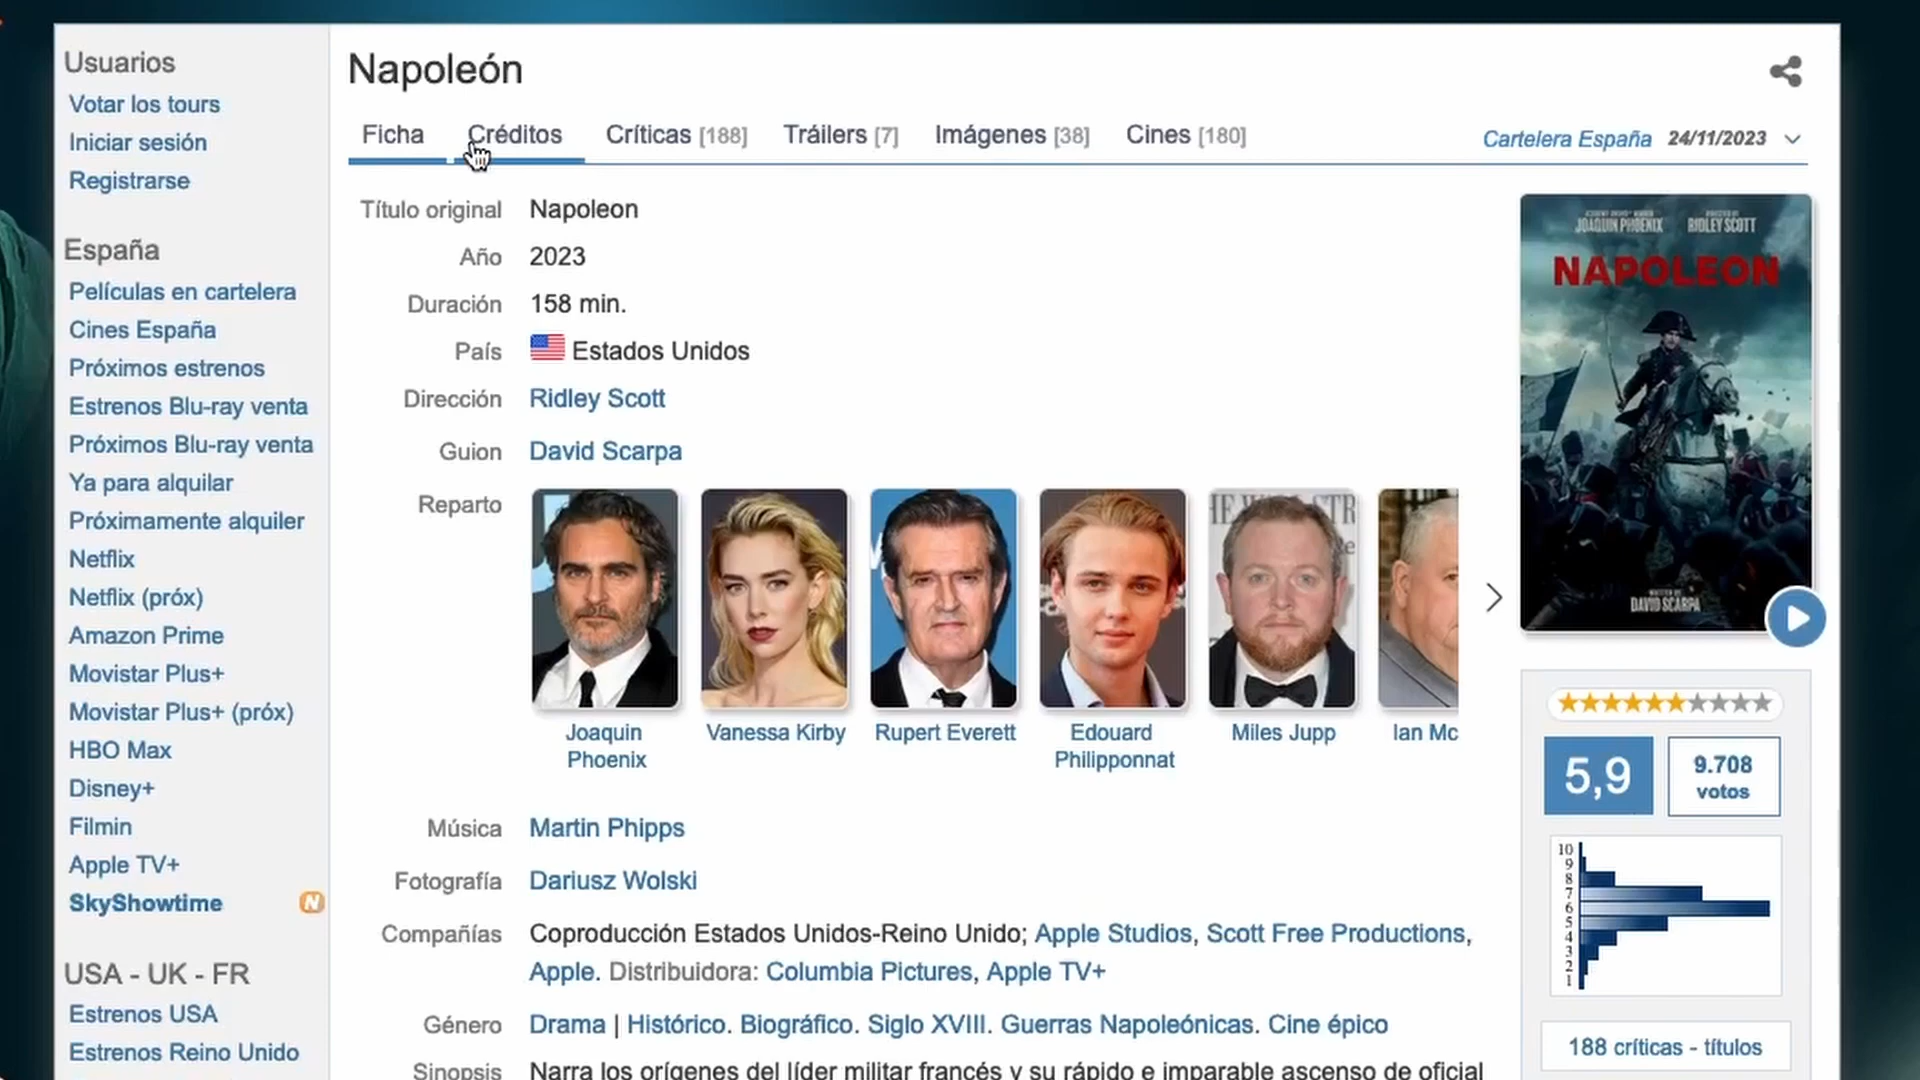 Usuarios
Votar los tours
Iniciar sesión
Registrarse
España
Películas en cartelera
Cines España
Próximos estrenos
Estrenos Blu-ray venta
Próximos Blu-ray venta
Ya para alquilar
Próximamente alquiler
Netflix
Netflix (próx)
Amazon Prime
Movistar Plus+
Movistar Plus+ (próx)
HBO Max
Disney+
Filmin
Apple TV+
SkyShowtime N
USA - UK - FR
Estrenos USA
Estrenos Reino Unido
Napoleón
Ficha Créditos Críticas [188] Tráilers [7] Imágenes [38] Cines [180]
Cartelera España 24/11/2023
Título original Napoleon
Año 2023
Duración 158 min.
País Estados Unidos
Dirección Ridley Scott
Guion David Scarpa
Reparto
Joaquin Phoenix
Vanessa Kirby
Rupert Everett
Edouard Philipponnat
Miles Jupp
Ian Mc
Música Martin Phipps
Fotografía Dariusz Wolski
Compañías Coproducción Estados Unidos-Reino Unido; Apple Studios, Scott Free Productions,
Apple. Distribuidora: Columbia Pictures, Apple TV+
Género Drama | Histórico. Biográfico. Siglo XVIII. Guerras Napoleónicas. Cine épico
Sinopsis Narra los orígenes del líder militar francés y su rápido e imparable ascenso de oficial
JOAQUIN PHOENIX RIDLEY SCOTT
NAPOLEON
DAVID SCARPA
5,9
9.708
votos
10
9
8
7
6
5
4
3
2
1
188 críticas - títulos